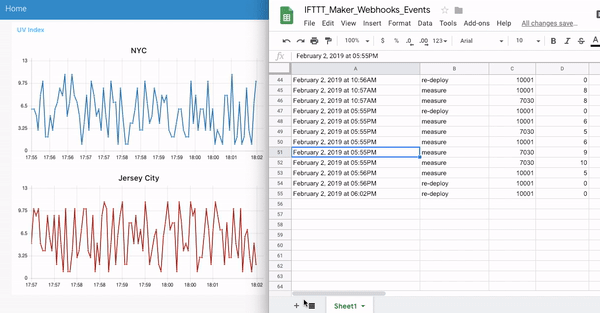 Home
UV Index
NYC
13
9.75
6.5
3.25
0
17:55 17:56 17:57 17:58 17:58 17:59 18:00 18:00 18:01 18:02
Jersey City
13
9.75
6.5
3.25
0
17:57 17:57 17:58 17:58 17:59 18:00 18:00 18:01 18:01 18:02
IFTTT_Maker_Webhooks_Events
File Edit View Insert Format Data Tools Add-ons Help All changes save...
100% $ % .0 .00 123 Arial 10 B I S A
fx February 2, 2019 at 05:55PM
A B C D
44 February 2, 2019 at 10:56AM re-deploy 10001 0
45 February 2, 2019 at 10:57AM measure 10001 8
46 February 2, 2019 at 10:57AM measure 7030 8
47 February 2, 2019 at 05:55PM re-deploy 10001 0
48 February 2, 2019 at 05:55PM measure 10001 6
49 February 2, 2019 at 05:55PM measure 7030 5
50 February 2, 2019 at 05:55PM measure 10001 6
51 February 2, 2019 at 05:55PM measure 7030 9
52 February 2, 2019 at 05:55PM measure 7030 10
53 February 2, 2019 at 05:56PM measure 10001 5
54 February 2, 2019 at 05:56PM re-deploy 10001 0
55 February 2, 2019 at 06:02PM re-deploy 10001 0
56
57
58
59
60
61
62
63
64
+ Sheet1